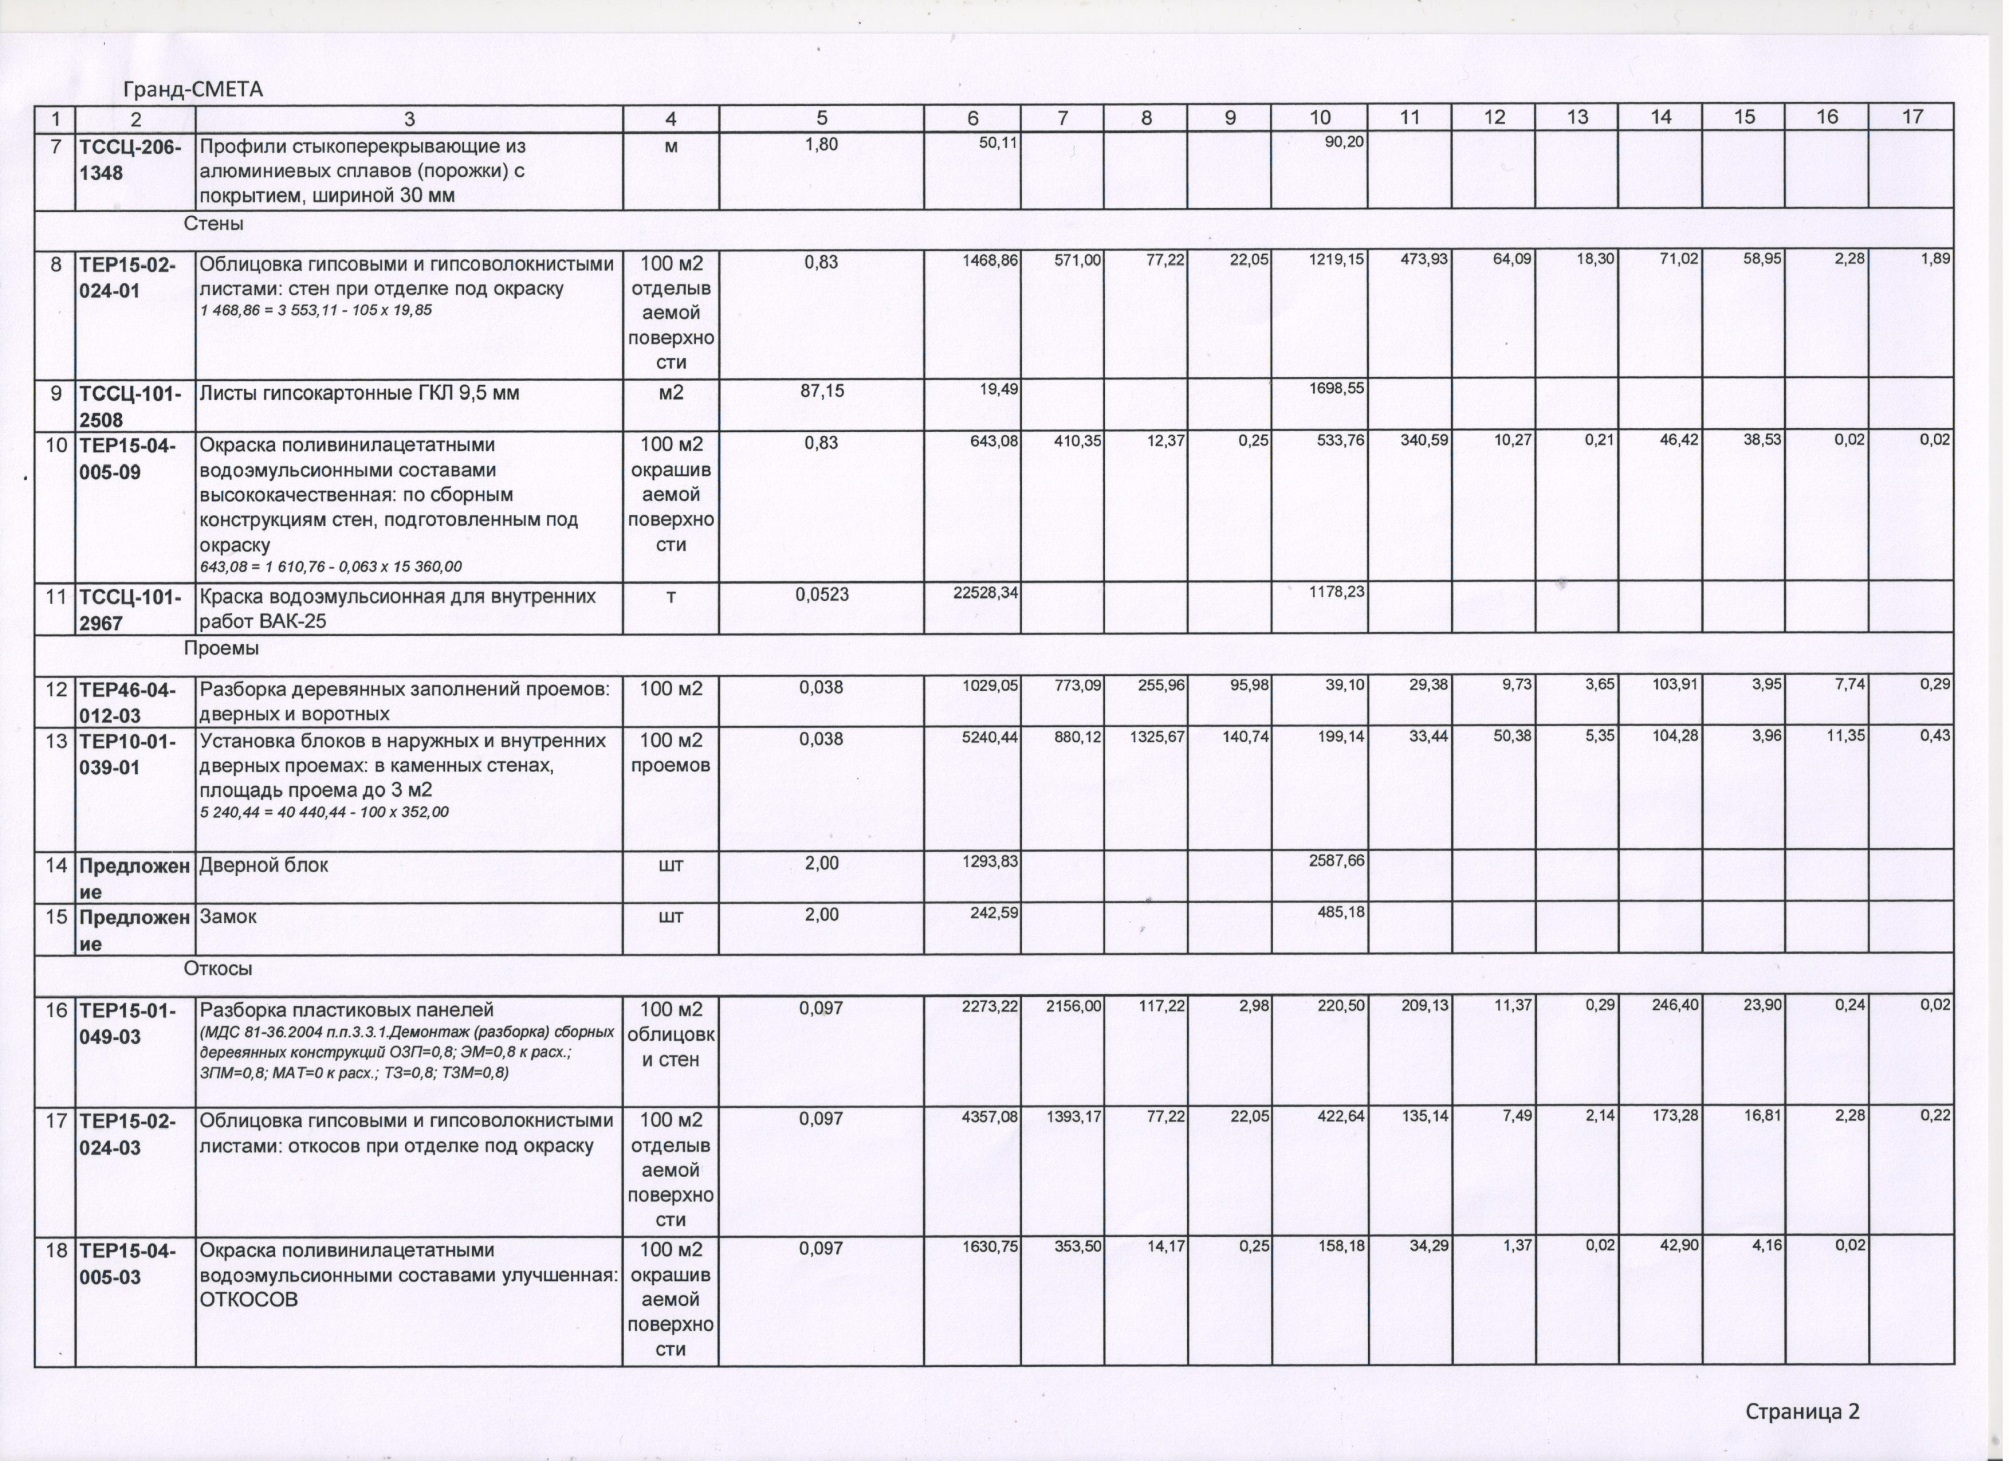 Гранд-СМЕТА
1 2 3 4 5 6 7 8 9 10 11 12 13 14 15 16 17
7 ТССЦ-206- Профили стыкоперекрывающие из м 1,80 50,11 90,20
1348 алюминиевых сплавов (порожки) с
покрытием, шириной 30 мм
Стены
8 ТЕР15-02- Облицовка гипсовыми и гипсоволокнистыми 100 м2 0,83 1468,86 571,00 77,22 22,05 1219,15 473,93 64,09 18,30 71,02 58,95 2,28 1,89
024-01 листами: стен при отделке под окраску отделыв
1 468,86 = 3 553,11 - 105 x 19,85 аемой
поверхно
сти
9 ТССЦ-101- Листы гипсокартонные ГКЛ 9,5 мм м2 87,15 19,49 1698,55
2508
10 ТЕР15-04- Окраска поливинилацетатными 100 м2 0,83 643,08 410,35 12,37 0,25 533,76 340,59 10,27 0,21 46,42 38,53 0,02 0,02
005-09 водоэмульсионными составами окрашив
высококачественная: по сборным аемой
конструкциям стен, подготовленным под поверхно
окраску сти
643,08 = 1 610,76 - 0,063 x 15 360,00
11 ТССЦ-101- Краска водоэмульсионная для внутренних т 0,0523 22528,34 1178,23
2967 работ ВАК-25
Проемы
12 ТЕР46-04- Разборка деревянных заполнений проемов: 100 м2 0,038 1029,05 773,09 255,96 95,98 39,10 29,38 9,73 3,65 103,91 3,95 7,74 0,29
012-03 дверных и воротных
13 ТЕР10-01- Установка блоков в наружных и внутренних 100 м2 0,038 5240,44 880,12 1325,67 140,74 199,14 33,44 50,38 5,35 104,28 3,96 11,35 0,43
039-01 дверных проемах: в каменных стенах, проемов
площадь проема до 3 м2
5 240,44 = 40 440,44 - 100 x 352,00
14 Предложен Дверной блок шт 2,00 1293,83 2587,66
ие
15 Предложен Замок шт 2,00 242,59 485,18
ие
Откосы
16 ТЕР15-01- Разборка пластиковых панелей 100 м2 0,097 2273,22 2156,00 117,22 2,98 220,50 209,13 11,37 0,29 246,40 23,90 0,24 0,02
049-03 (МДС 81-36.2004 п.п.3.3.1.Демонтаж (разборка) сборных облицовк
деревянных конструкций ОЗП=0,8; ЭМ=0,8 к расх.; и стен
ЗПМ=0,8; МАТ=0 к расх.; ТЗ=0,8; ТЗМ=0,8)
17 ТЕР15-02- Облицовка гипсовыми и гипсоволокнистыми 100 м2 0,097 4357,08 1393,17 77,22 22,05 422,64 135,14 7,49 2,14 173,28 16,81 2,28 0,22
024-03 листами: откосов при отделке под окраску отделыв
аемой
поверхно
сти
18 ТЕР15-04- Окраска поливинилацетатными 100 м2 0,097 1630,75 353,50 14,17 0,25 158,18 34,29 1,37 0,02 42,90 4,16 0,02
005-03 водоэмульсионными составами улучшенная: окрашив
ОТКОСОВ аемой
поверхно
сти
Страница 2